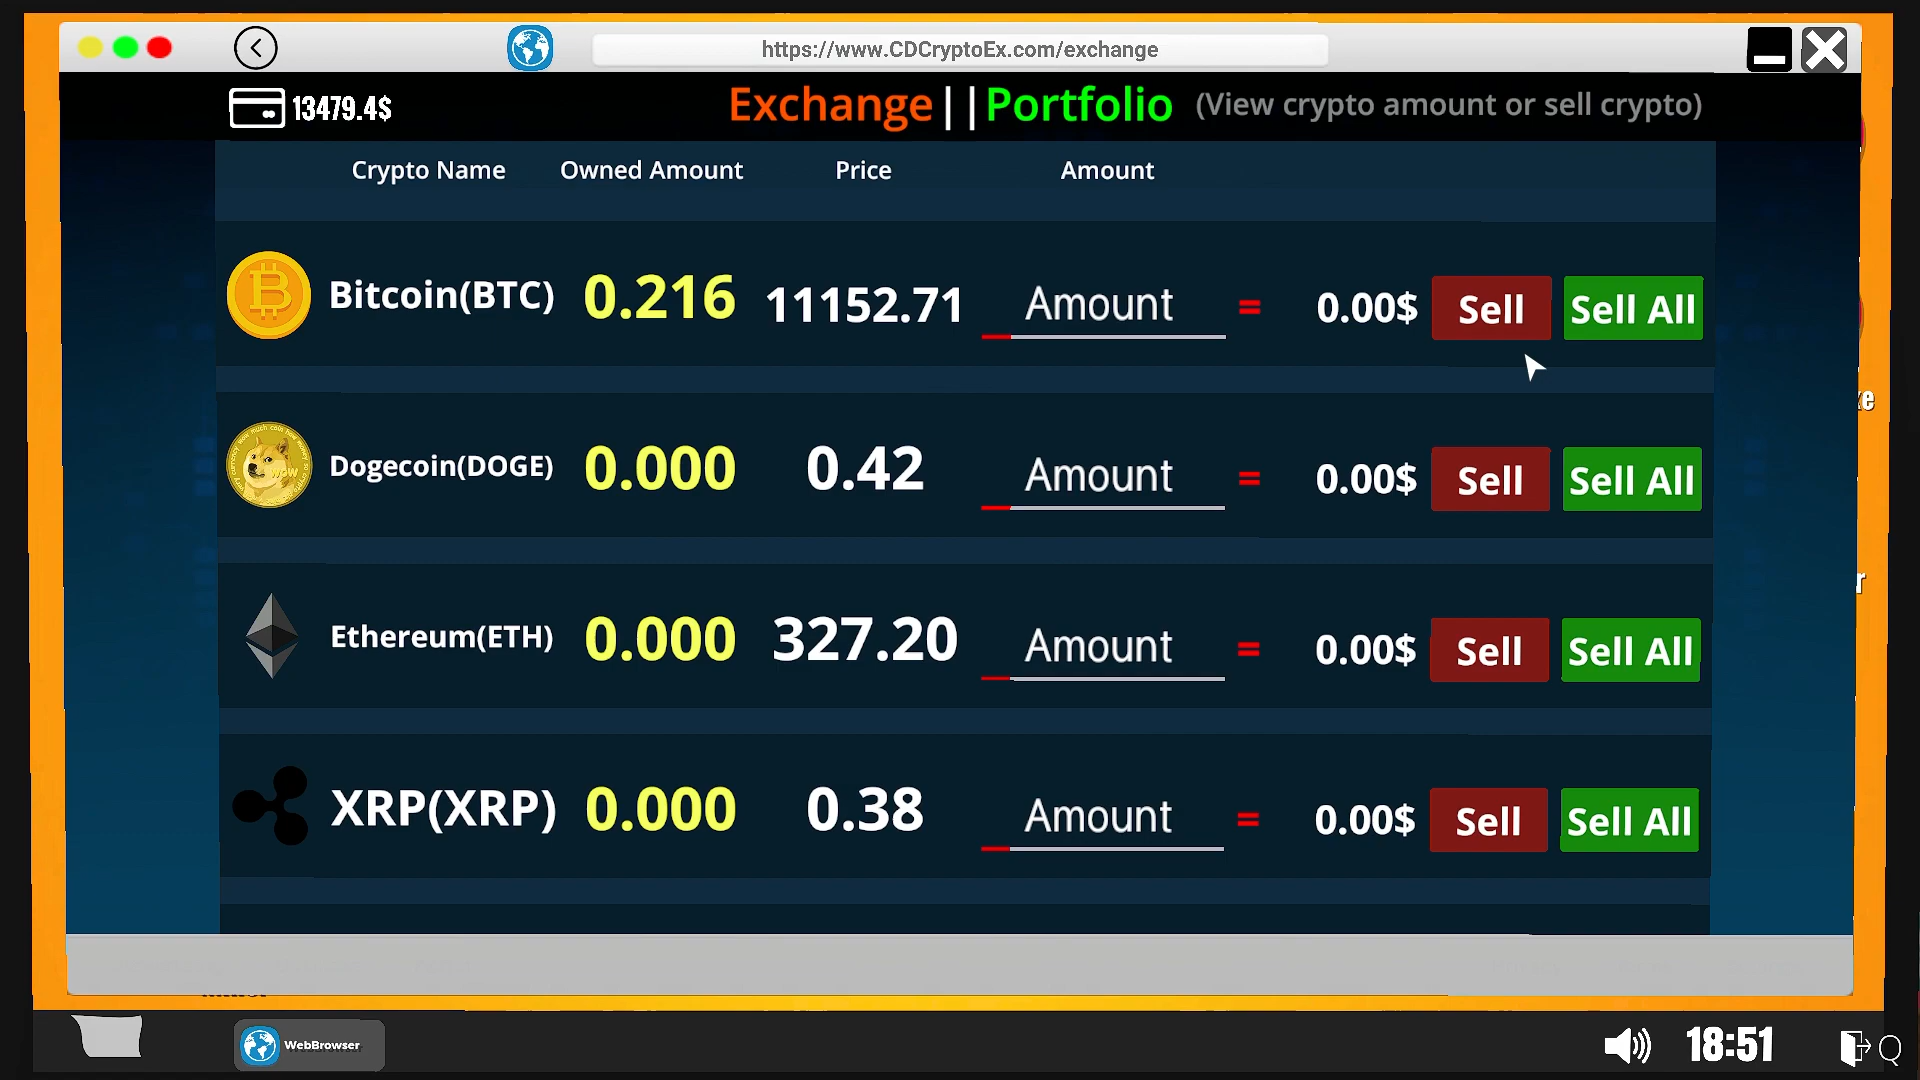 https://www.CDCryptoEx.com/exchange
13479.4$
Exchange||Portfolio (View crypto amount or sell crypto)
Crypto Name Owned Amount Price Amount
Bitcoin(BTC) 0.216 11152.71 Amount = 0.00$ Sell Sell All
Dogecoin(DOGE) 0.000 0.42 Amount = 0.00$ Sell Sell All
Ethereum(ETH) 0.000 327.20 Amount = 0.00$ Sell Sell All
XRP(XRP) 0.000 0.38 Amount = 0.00$ Sell Sell All
WebBrowser
18:51
Q